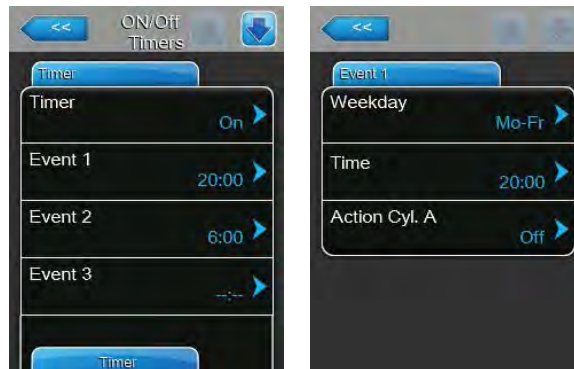 <<
ON/Off
Timers
Timer
Timer
On
Event 1
20:00
Event 2
6:00
Event 3
--:--
Timer
<<
Event 1
Weekday
Mo-Fr
Time
20:00
Action Cyl. A
Off